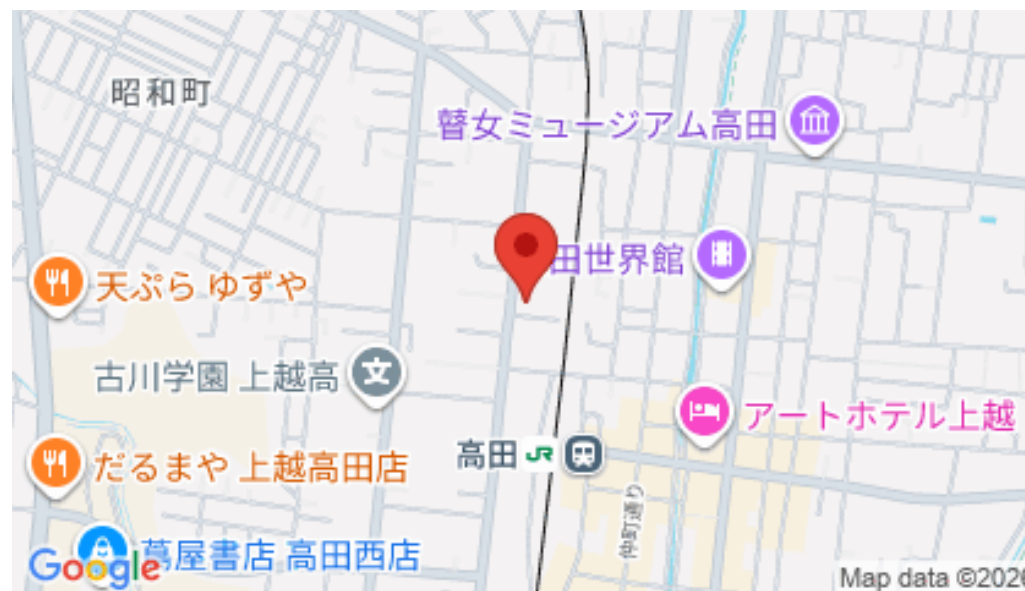 昭和町
瞽女ミュージアム高田
田世界館
天ぷら ゆずや
古川学園 上越高
アートホテル上越
高田 JR
だるまや 上越高田店
仲町通り
蔦屋書店 高田西店
Google
Map data ©2026